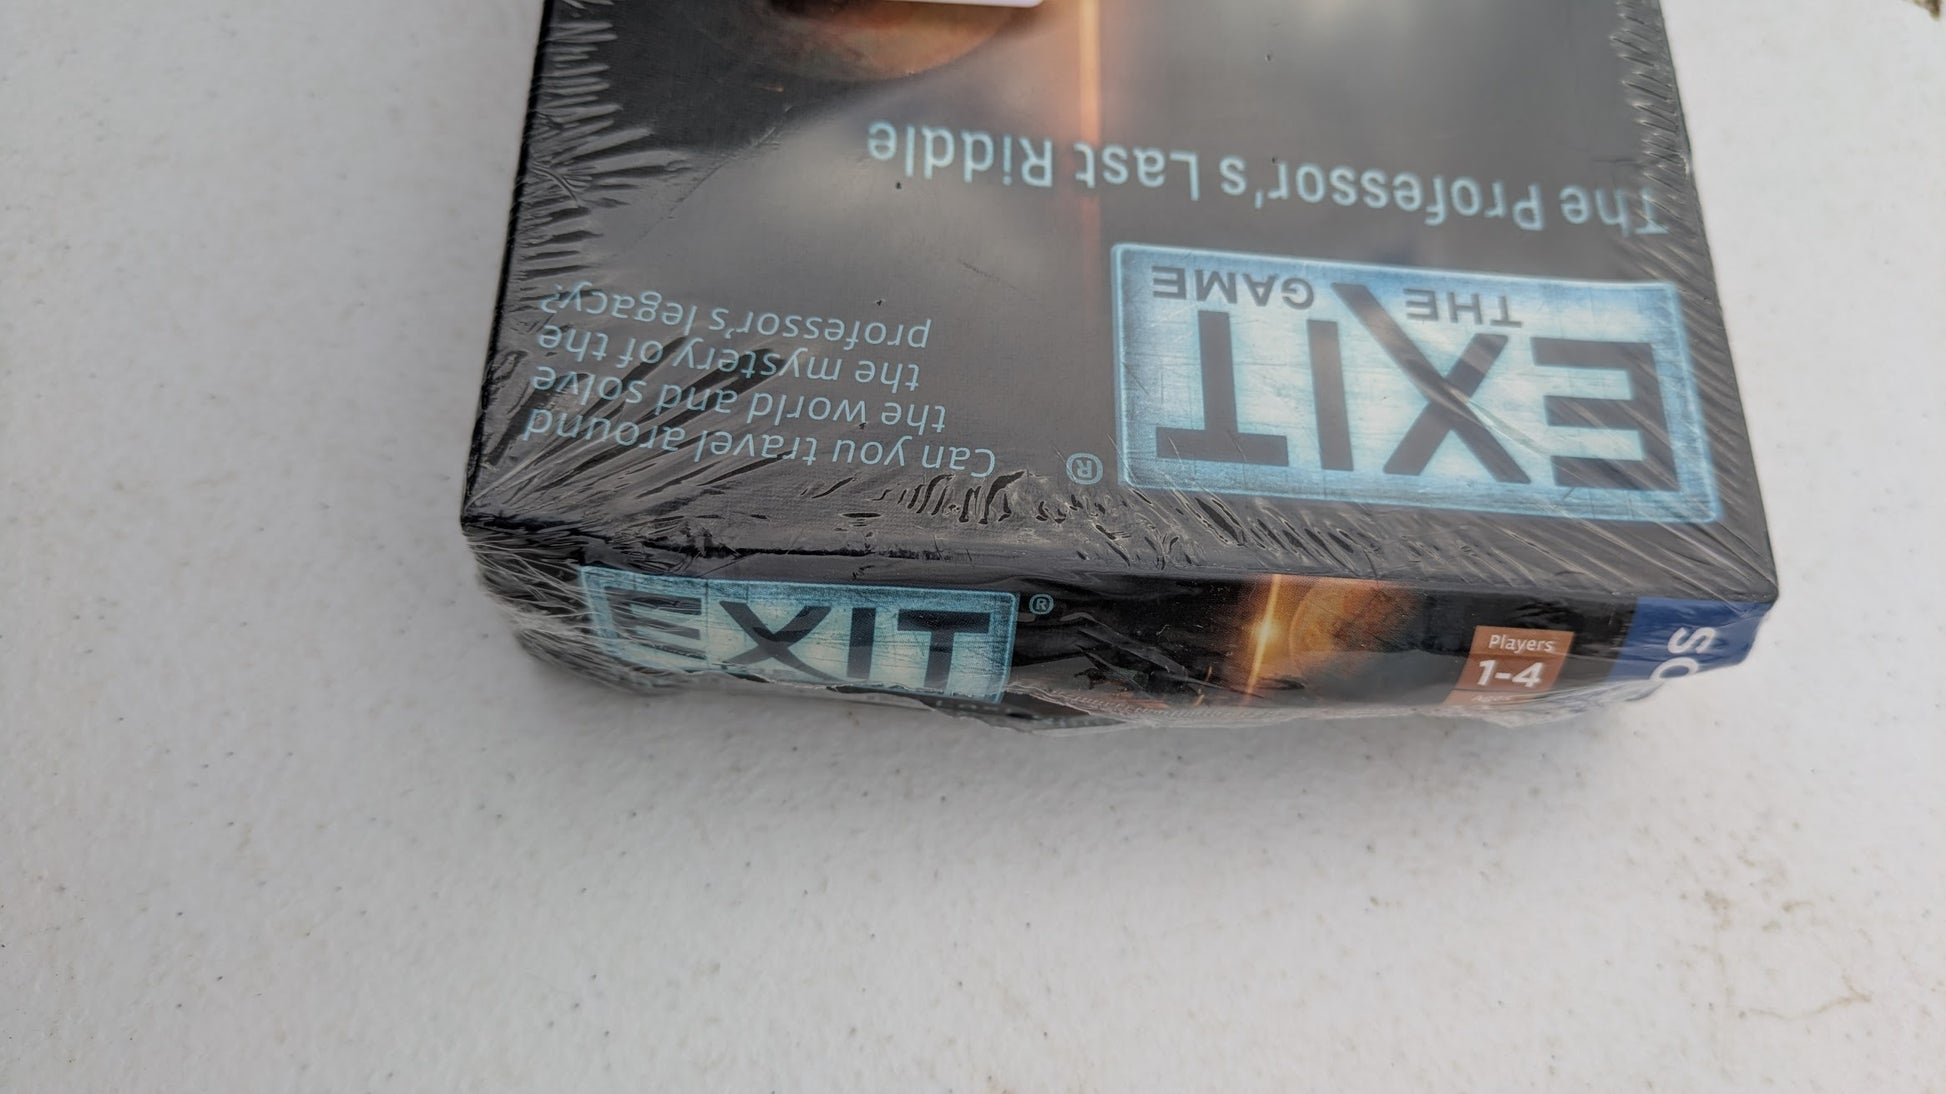 Can you travel around
the world and solve
the mystery of the
professor's legacy?
EXIT
THE
GAME
®
The Professor's Last Riddle
EXIT
®
Players
1-4